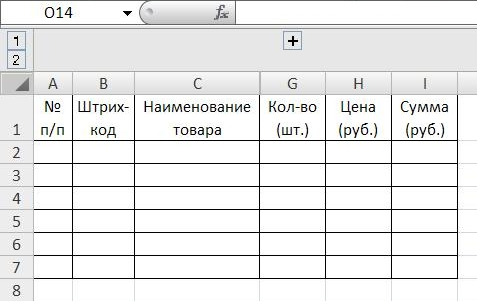 O14 fx
1
2
A B C G H I
№ Штрих- Наименование Кол-во Цена Сумма
1 п/п код товара (шт.) (руб.) (руб.)
2
3
4
5
6
7
8